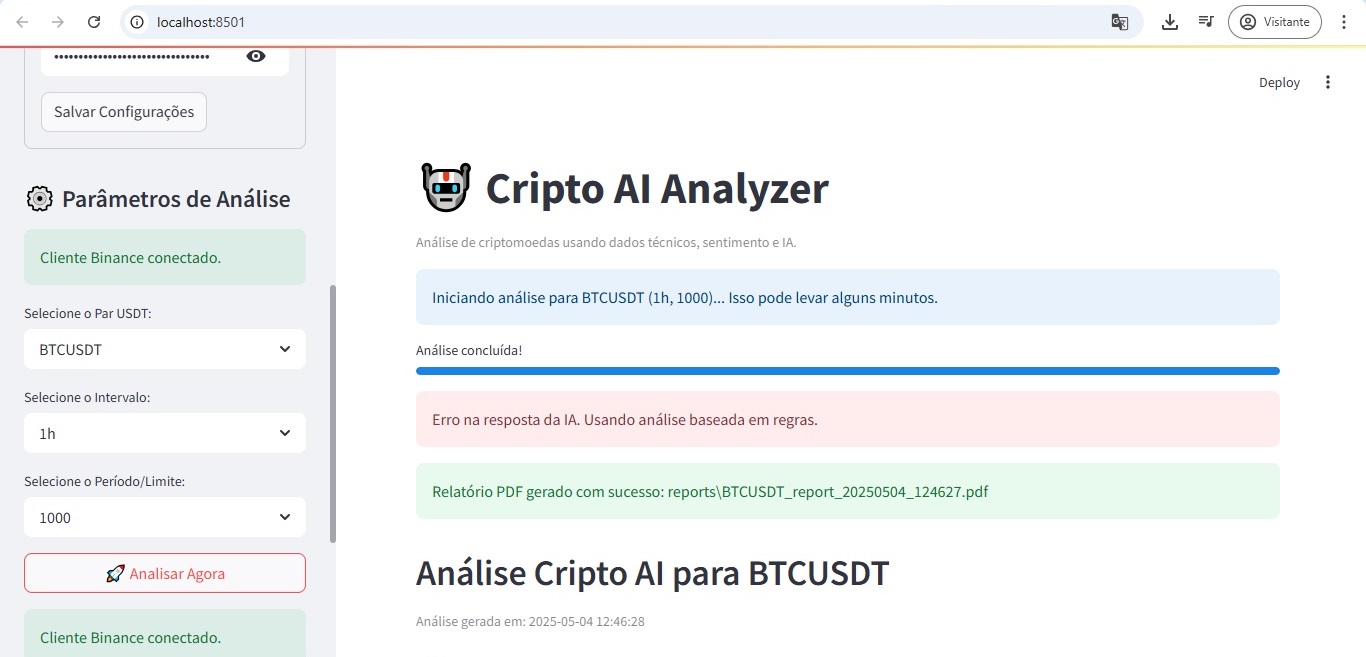 localhost:8501
Visitante
Salvar Configurações
Parâmetros de Análise
Cliente Binance conectado.
Selecione o Par USDT:
BTCUSDT
Selecione o Intervalo:
1h
Selecione o Período/Limite:
1000
Analisar Agora
Cliente Binance conectado.
Deploy
Cripto AI Analyzer
Análise de criptomoedas usando dados técnicos, sentimento e IA.
Iniciando análise para BTCUSDT (1h, 1000)... Isso pode levar alguns minutos.
Análise concluída!
Erro na resposta da IA. Usando análise baseada em regras.
Relatório PDF gerado com sucesso: reports\BTCUSDT_report_20250504_124627.pdf
Análise Cripto AI para BTCUSDT
Análise gerada em: 2025-05-04 12:46:28